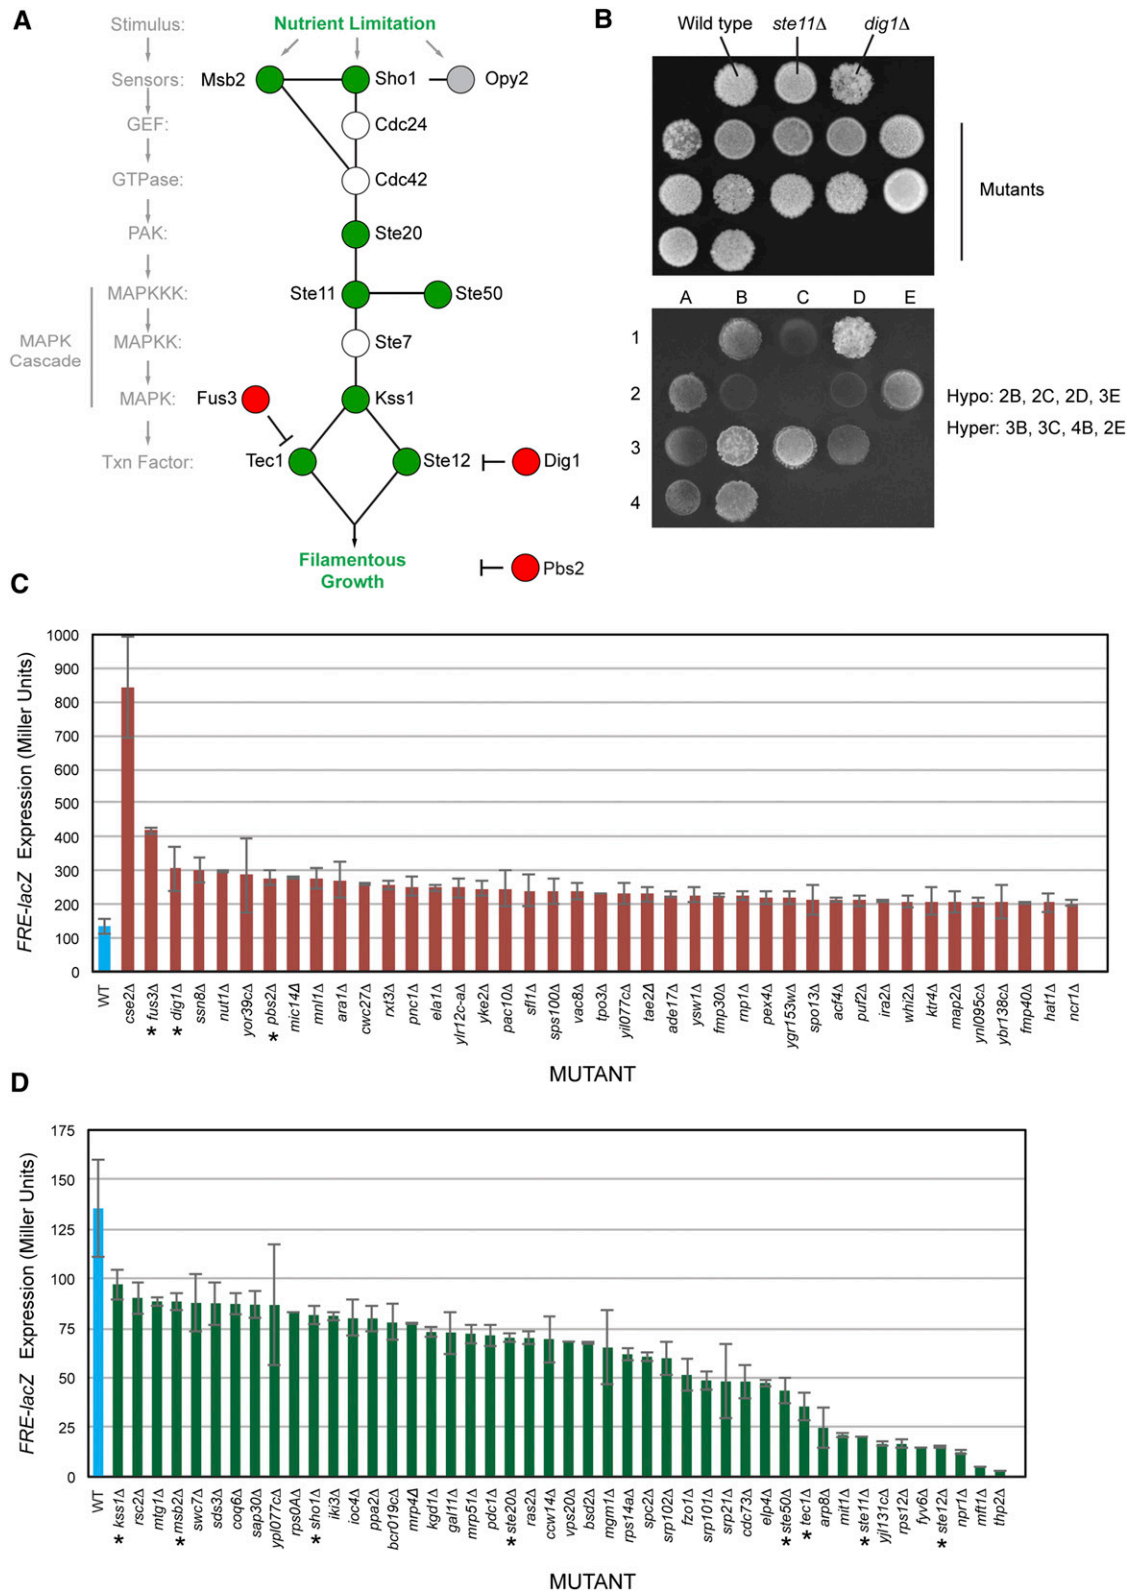 A
Stimulus:
Nutrient Limitation
Sensors:
Msb2
Sho1
Opy2
GEF:
Cdc24
GTPase:
Cdc42
PAK:
Ste20
MAPKKK:
Ste11
Ste50
MAPK
Cascade
MAPKK:
Ste7
MAPK:
Fus3
Kss1
Txn Factor:
Tec1
Ste12
Dig1
Filamentous
Growth
Pbs2
B
Wild type
ste11Δ
dig1Δ
Mutants
A B C D E
1
2
3
4
Hypo: 2B, 2C, 2D, 3E
Hyper: 3B, 3C, 4B, 2E
C
FRE-lacZ Expression (Miller Units)
1000
900
800
700
600
500
400
300
200
100
0
WT
cse2Δ
* fus3Δ
* dig1Δ
ssn8Δ
nut1Δ
yor39cΔ
* pbs2Δ
mic14Δ
mnl1Δ
ara1Δ
cwc27Δ
rxt3Δ
pnc1Δ
ela1Δ
ylr12c-aΔ
yke2Δ
pac10Δ
sfl1Δ
sps100Δ
vac8Δ
tpo3Δ
yil077cΔ
tae2Δ
ade17Δ
ysw1Δ
fmp30Δ
rnp1Δ
pex4Δ
ygr153wΔ
spo13Δ
acf4Δ
puf2Δ
ira2Δ
whi2Δ
ktr4Δ
map2Δ
ynl095cΔ
ybr138cΔ
fmp40Δ
hat1Δ
ncr1Δ
MUTANT
D
FRE-lacZ Expression (Miller Units)
175
150
125
100
75
50
25
0
WT
* kss1Δ
rsc2Δ
mtg1Δ
* msb2Δ
swc7Δ
sds3Δ
coq6Δ
sap30Δ
ypl077cΔ
rps0AΔ
* sho1Δ
iki3Δ
ioc4Δ
ppa2Δ
bcr019cΔ
mrp4Δ
kgd1Δ
gal11Δ
mrp51Δ
pdc1Δ
* ste20Δ
ras2Δ
ccw14Δ
vps20Δ
bsd2Δ
mgm1Δ
rps14aΔ
spc2Δ
srp102Δ
fzo1Δ
srp101Δ
srp21Δ
cdc73Δ
elp4Δ
* ste50Δ
* tec1Δ
arp8Δ
mit1Δ
* ste11Δ
yjl131cΔ
rps12Δ
fyv6Δ
* ste12Δ
npr1Δ
mft1Δ
thp2Δ
MUTANT